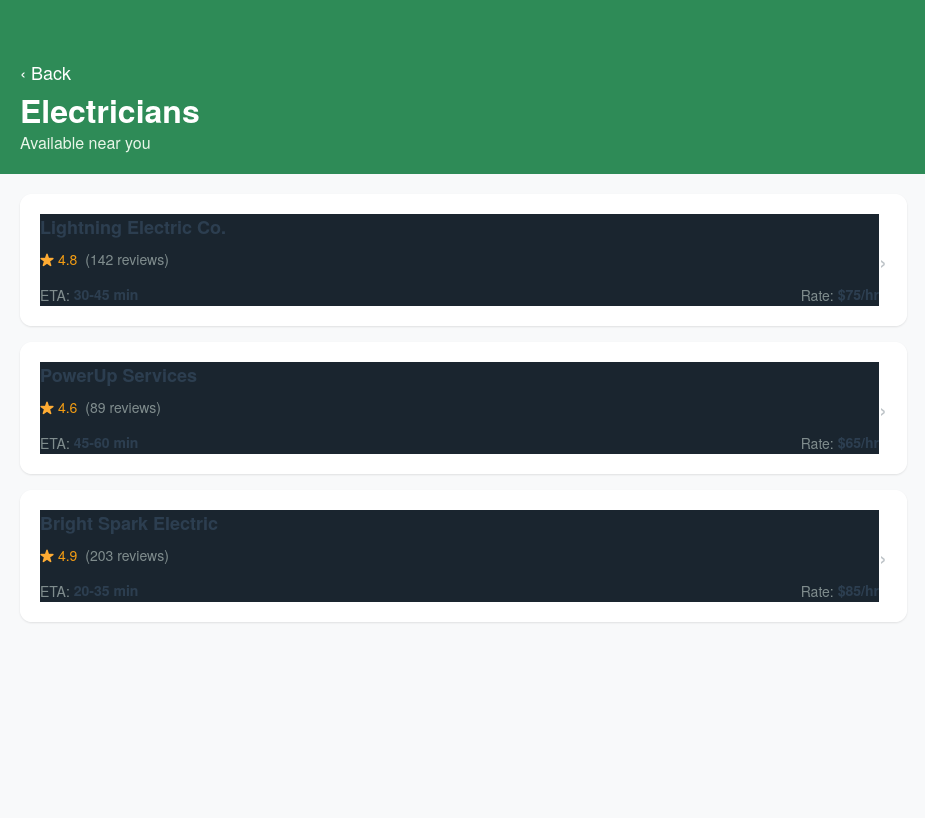 ‹ Back
Electricians
Available near you
Lightning Electric Co.
★ 4.8 (142 reviews)
ETA: 30-45 min Rate: $75/hr
›
PowerUp Services
★ 4.6 (89 reviews)
ETA: 45-60 min Rate: $65/hr
›
Bright Spark Electric
★ 4.9 (203 reviews)
ETA: 20-35 min Rate: $85/hr
›